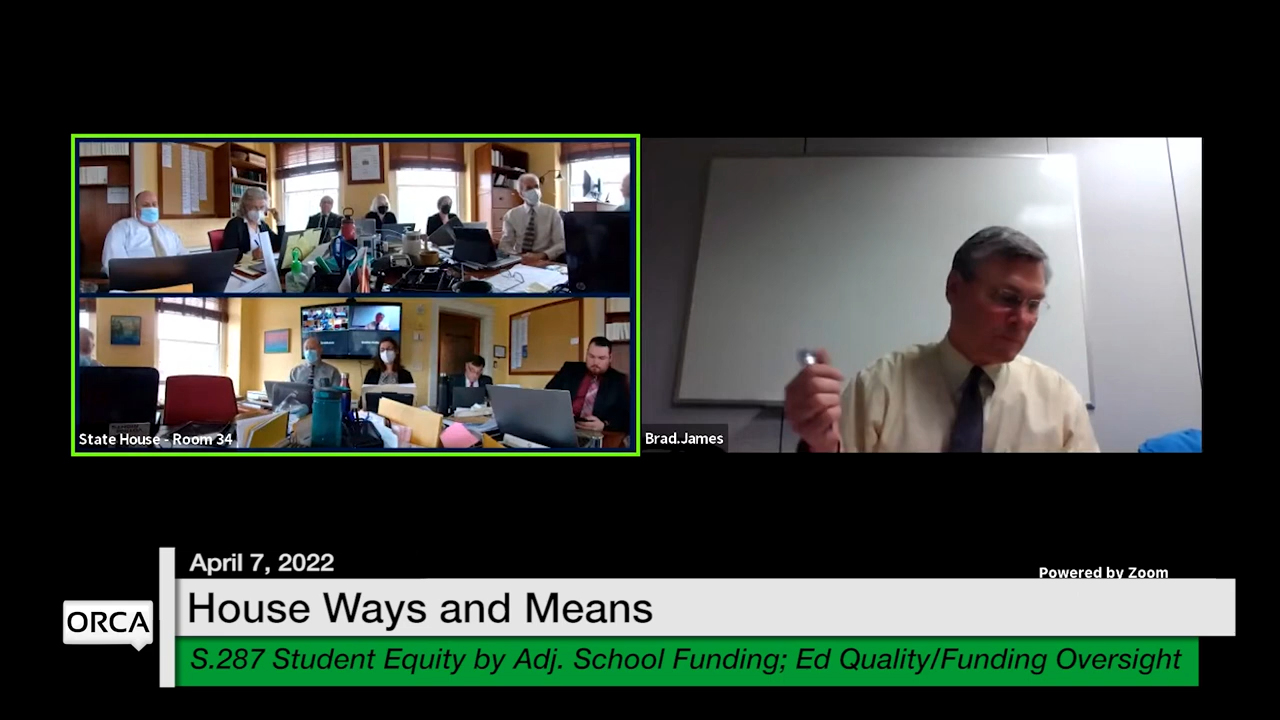 State House - Room 34
Brad.James
April 7, 2022
Powered by Zoom
House Ways and Means
ORCA
S.287 Student Equity by Adj. School Funding; Ed Quality/Funding Oversight